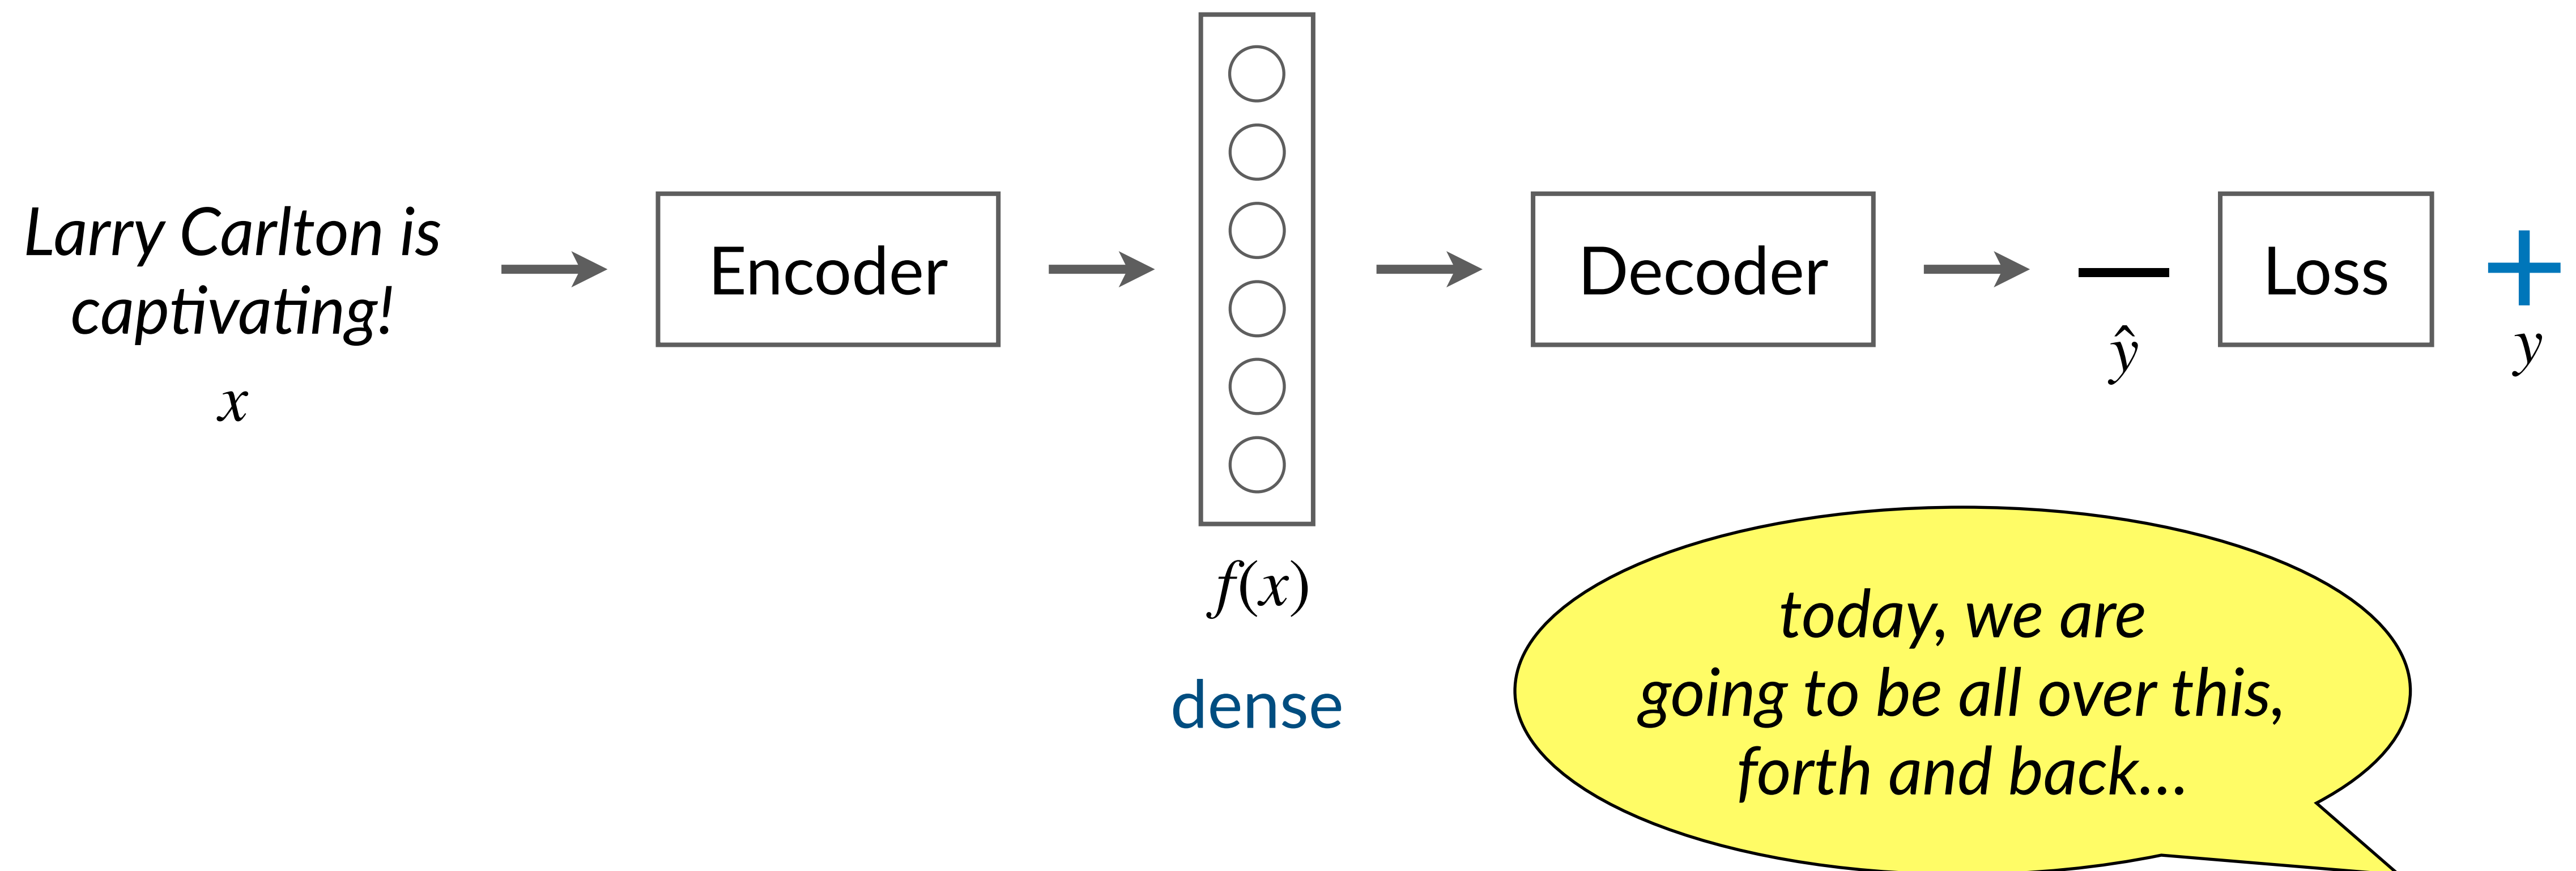 Larry Carlton is
captivating!
x
Encoder
f(x)
dense
Decoder
—
ŷ
Loss
+
y
today, we are
going to be all over this,
forth and back...